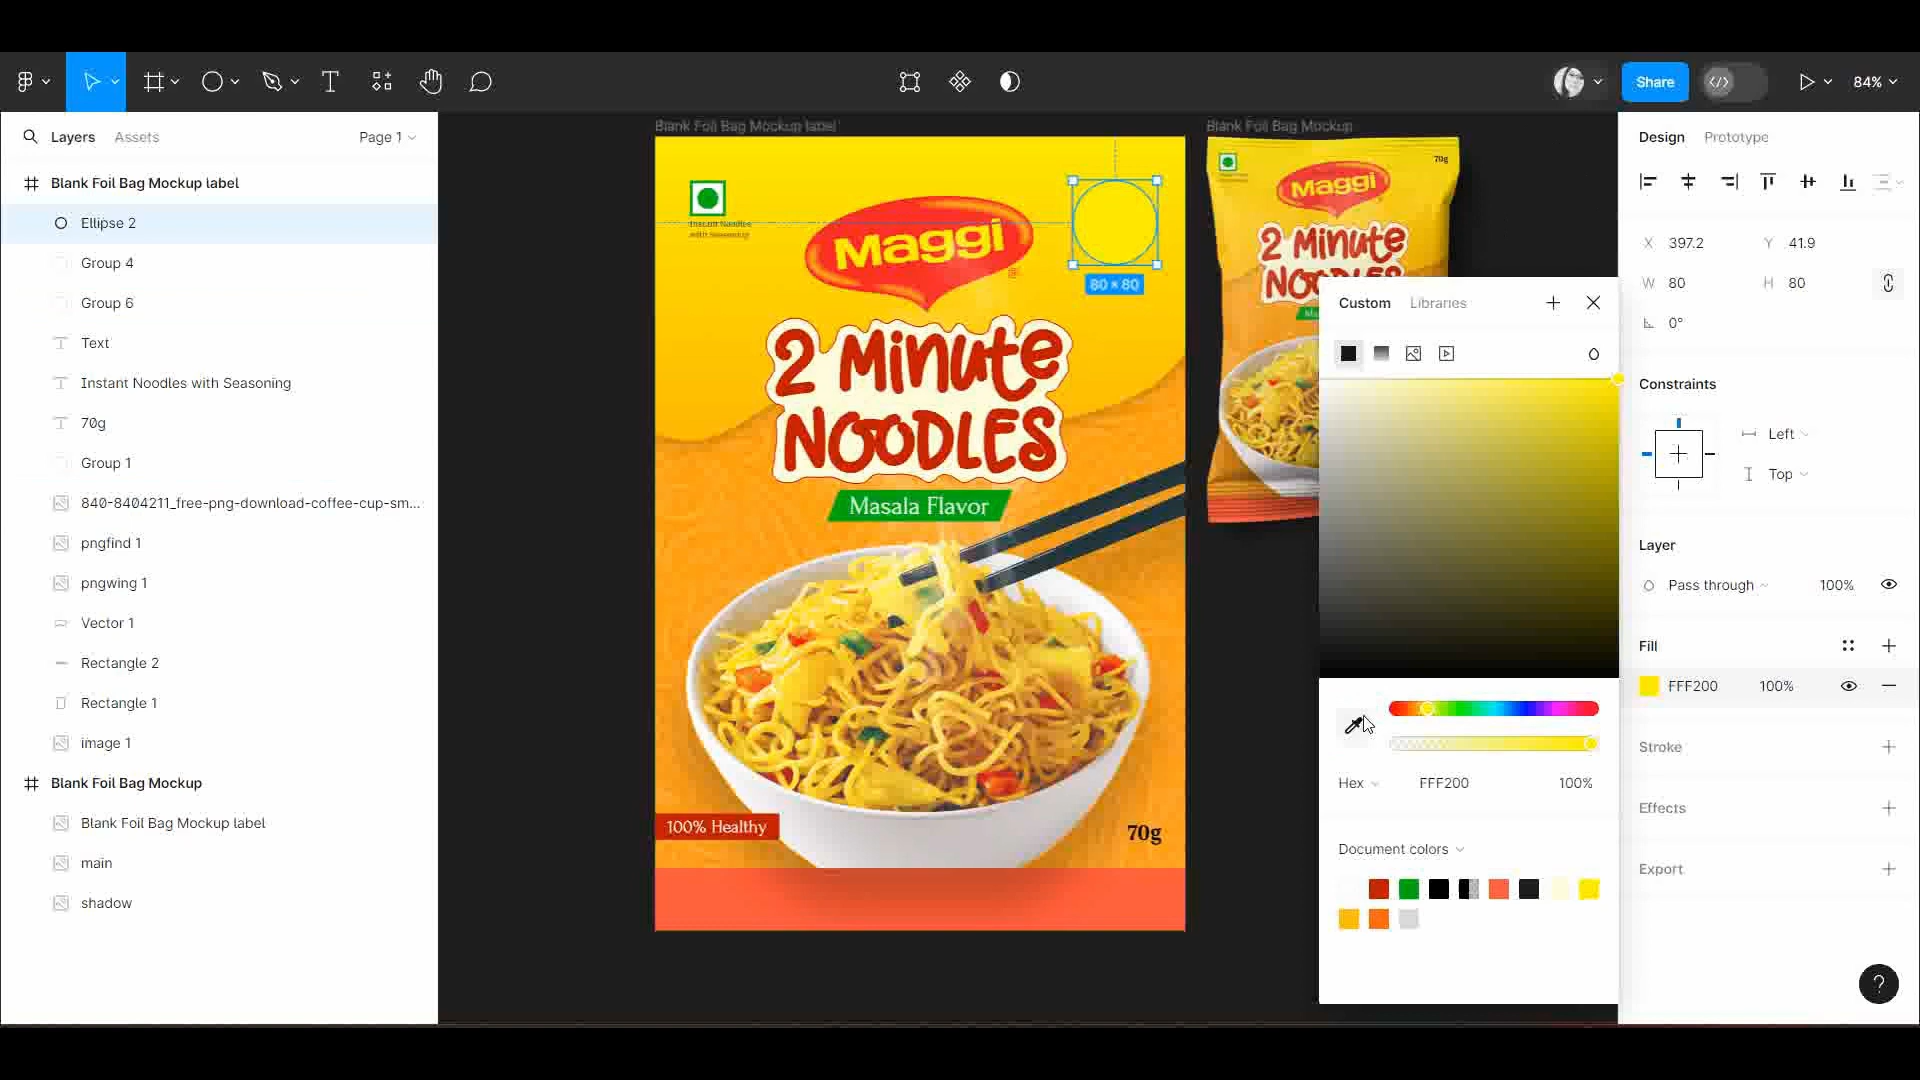 Share
84%
Layers
Assets
Page 1
Blank Foil Bag Mockup label
Ellipse 2
Group 4
Group 6
Text
Instant Noodles with Seasoning
70g
Group 1
840-8404211_free-png-download-coffee-cup-sm...
pngfind 1
pngwing 1
Vector 1
Rectangle 2
Rectangle 1
image 1
Blank Foil Bag Mockup
Blank Foil Bag Mockup label
main
shadow
Blank Foil Bag Mockup label
Instant Noodles
with Seasoning
Maggi
80 × 80
2 Minute
NOODLES
Masala Flavor
100% Healthy
70g
Blank Foil Bag Mockup
70g
Maggi
2 Minute
Custom
Libraries
Hex
FFF200
100%
Document colors
Design
Prototype
X
397.2
Y
41.9
W
80
H
80
0°
Constraints
Left
Top
Layer
Pass through
100%
Fill
FFF200
100%
Stroke
Effects
Export
?